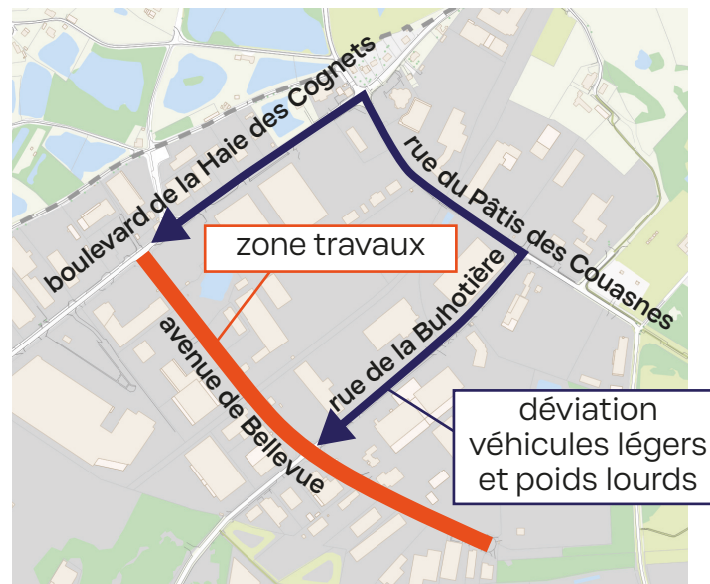 boulevard de la Haie des Cognets
rue du Pâtis des Couasnes
zone travaux
rue de la Buhotière
avenue de Bellevue
déviation
véhicules légers
et poids lourds